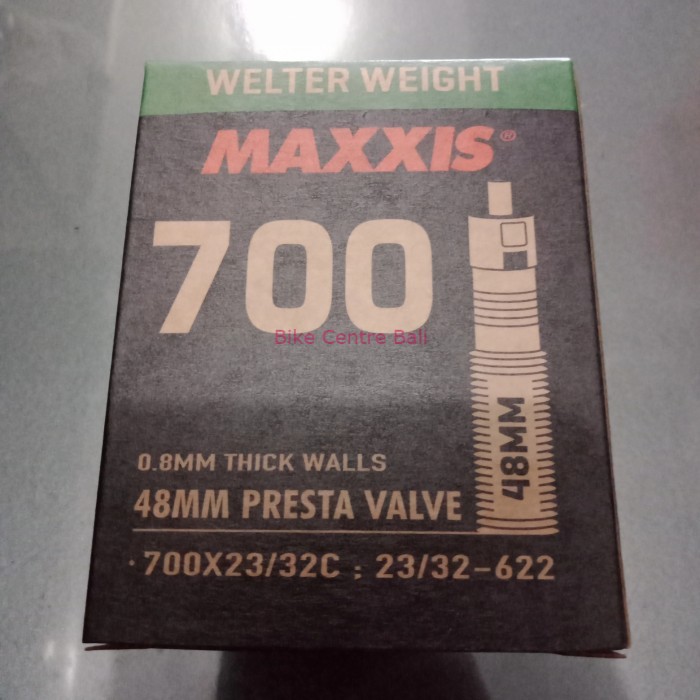 WELTER WEIGHT
MAXXIS®
700
Bike Centre Bali
48MM
0.8MM THICK WALLS
48MM PRESTA VALVE
·700X23/32C ; 23/32-622